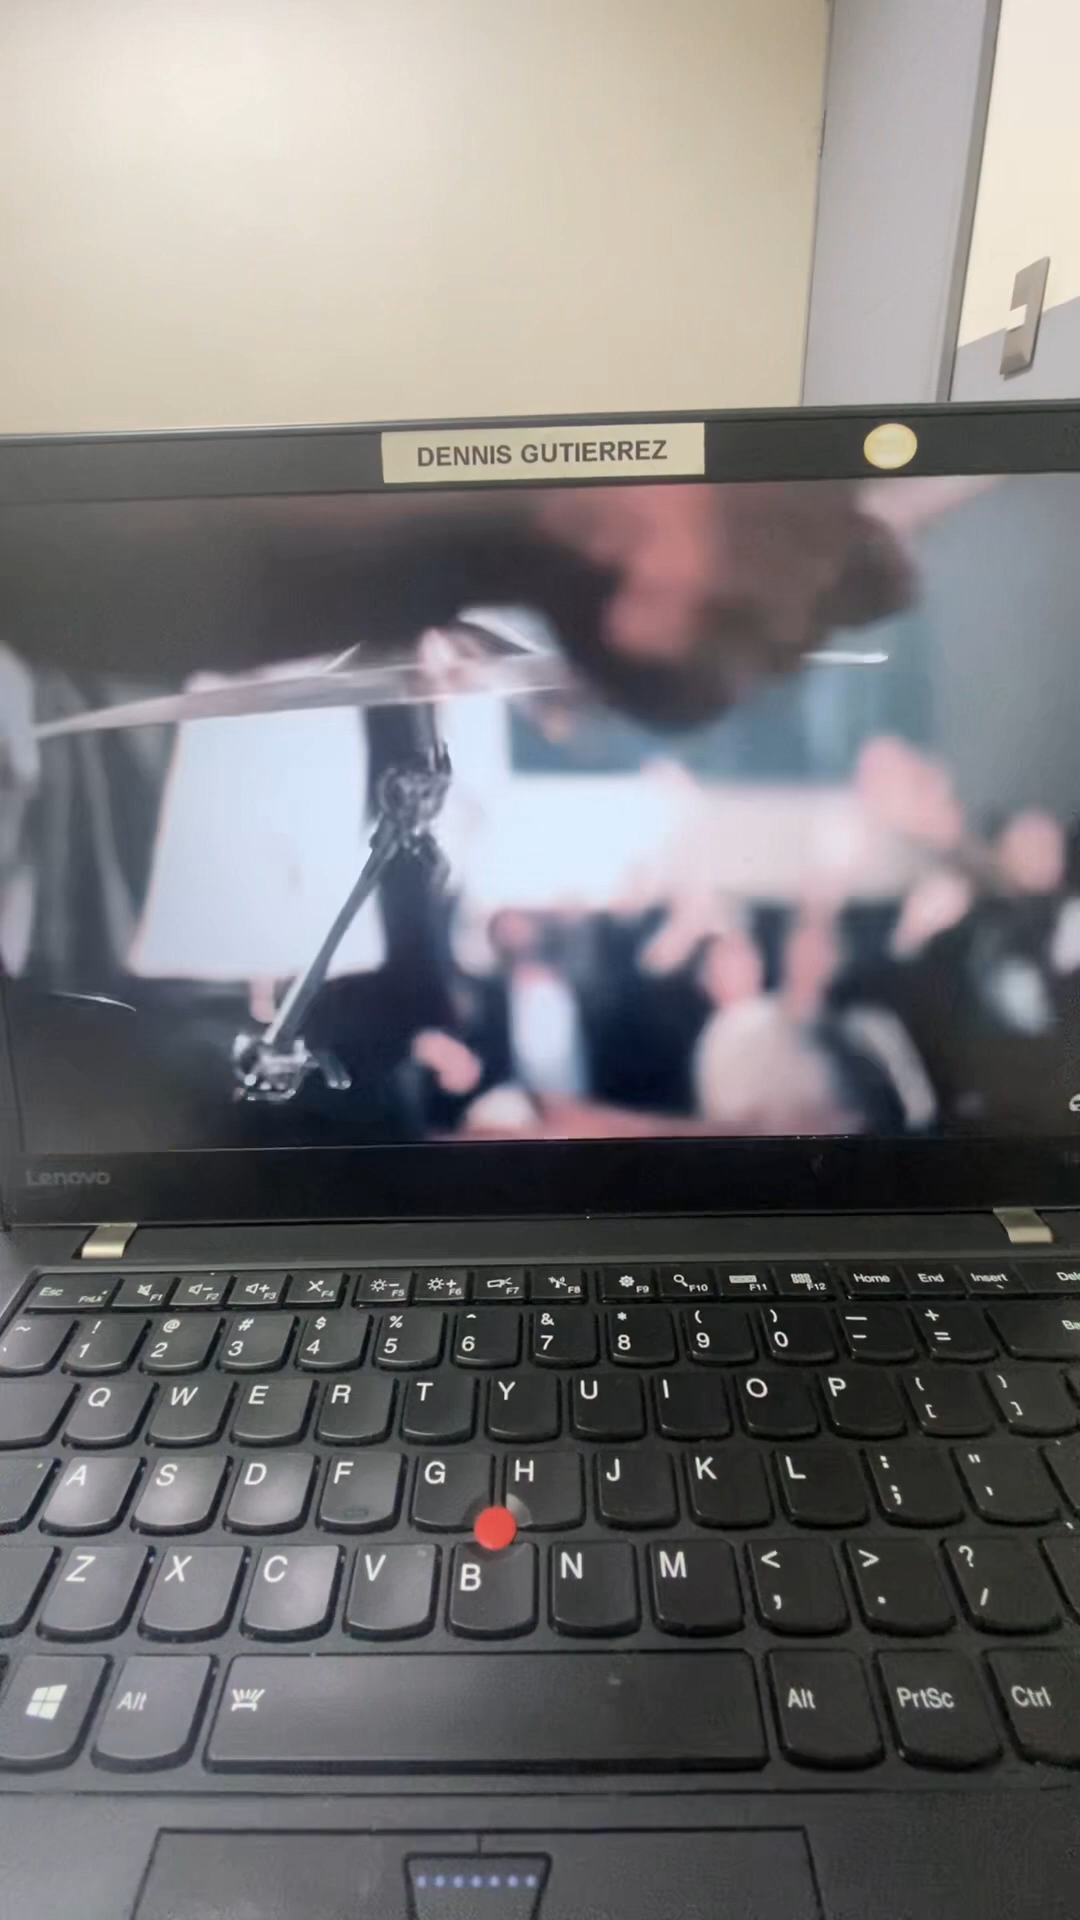 DENNIS GUTIERREZ
Lenovo
Esc FnLk F1 F2 F3 F4 F5 F6 F7 F8 F9 F10 F11 F12 Home End Insert
~ ! @ # $ % ^ & * ( ) — +
1 2 3 4 5 6 7 8 9 0 - =
Q W E R T Y U I O P
A S D F G H J K L : "
; '
Z X C V B N M < > ?
, . /
Alt Alt PrtSc Ctrl